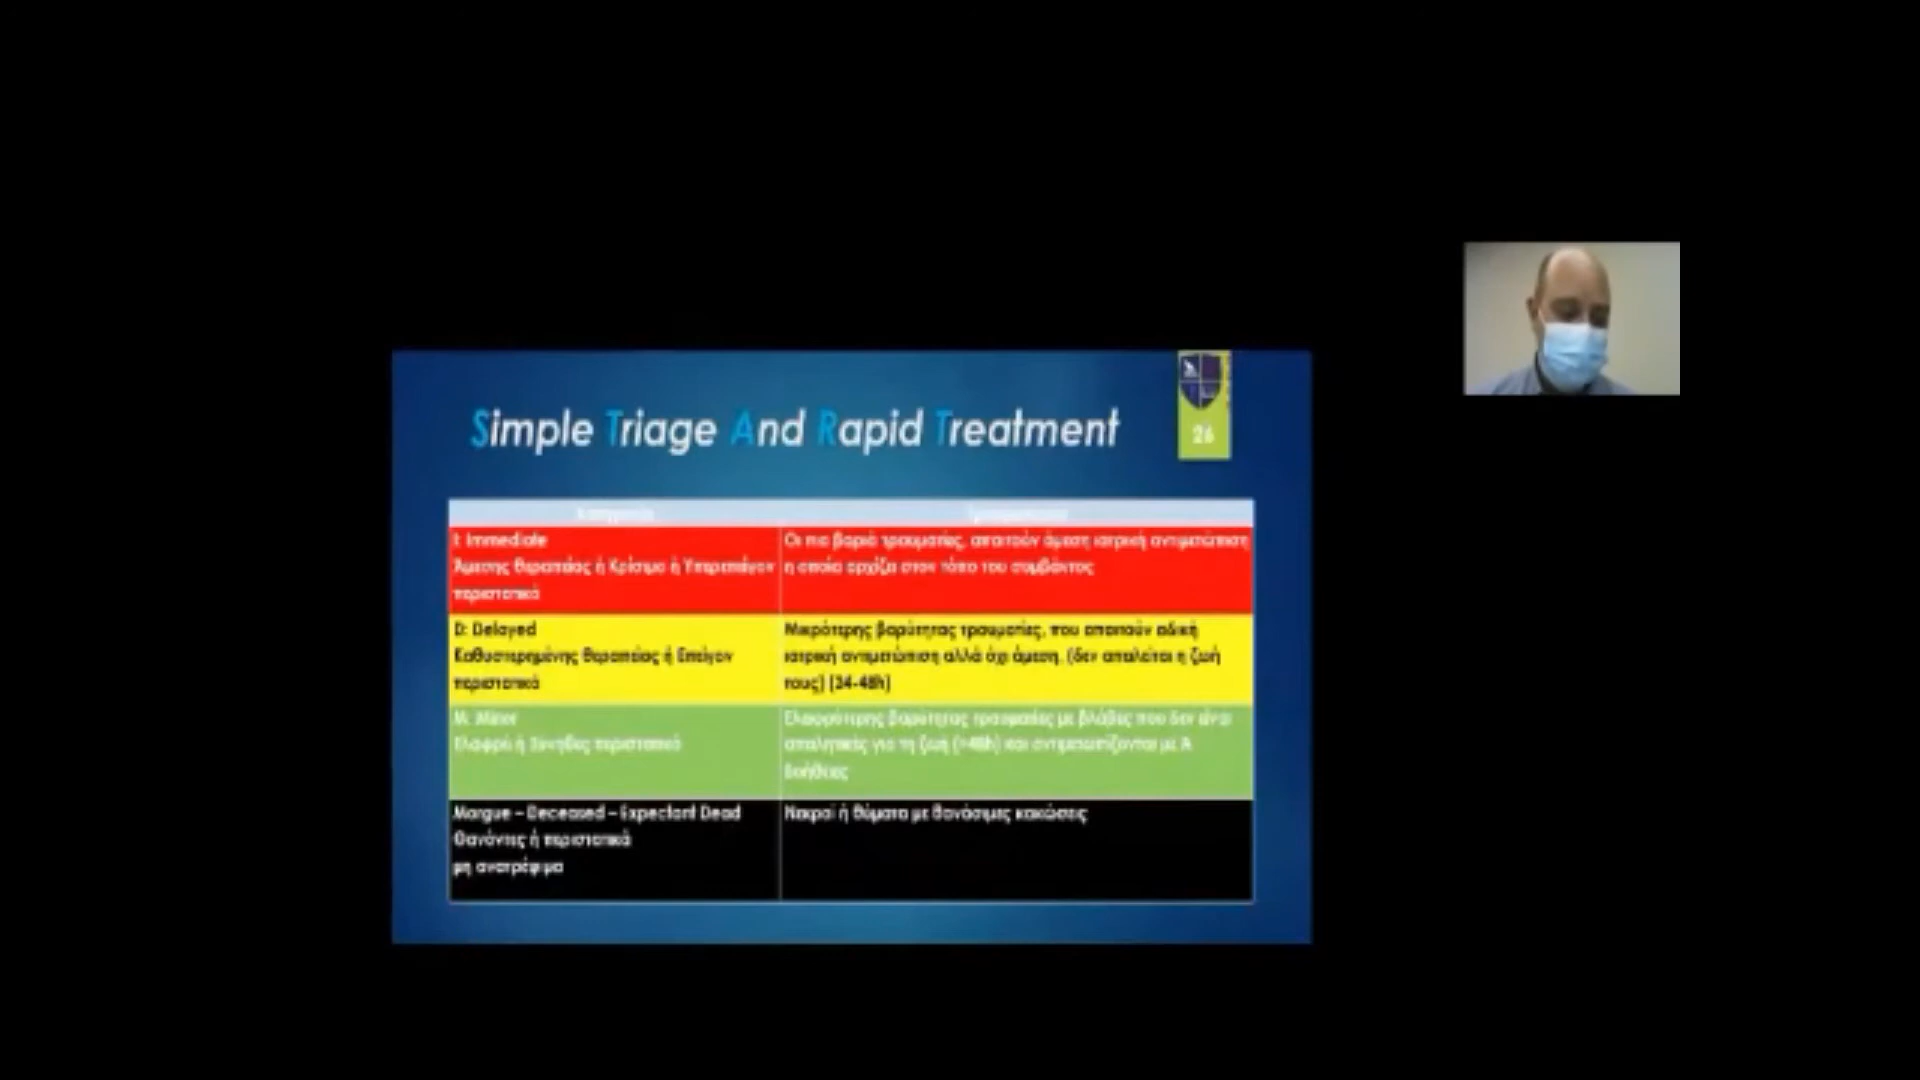 Simple Triage And Rapid Treatment
26
I: Immediate
Άμεσης θεραπείας ή Κρίσιμο ή Υπερεπείγον
περιστατικό
Οι πιο βαριά τραυματίες, απαιτούν άμεση ιατρική αντιμετώπιση
η οποία αρχίζει στον τόπο του συμβάντος
D: Delayed
Καθυστερημένης θεραπείας ή Επείγον
περιστατικό
Μικρότερης βαρύτητας τραυματίες, που απαιτούν ειδική
ιατρική αντιμετώπιση αλλά όχι άμεση. (δεν απειλείται η ζωή
τους) (24-48h)
M: Minor
Ελαφρύ ή Σύνηθες περιστατικό
Ελαφρύτερης βαρύτητας τραυματίες με βλάβες που δεν είναι
απειλητικές για τη ζωή (>48h) και αντιμετωπίζονται με Ά
Βοήθειες
Morgue – Deceased – Expectant Dead
Θανόντες ή περιστατικά
μη ανατρέψιμα
Νεκροί ή θύματα με θανάσιμες κακώσεις